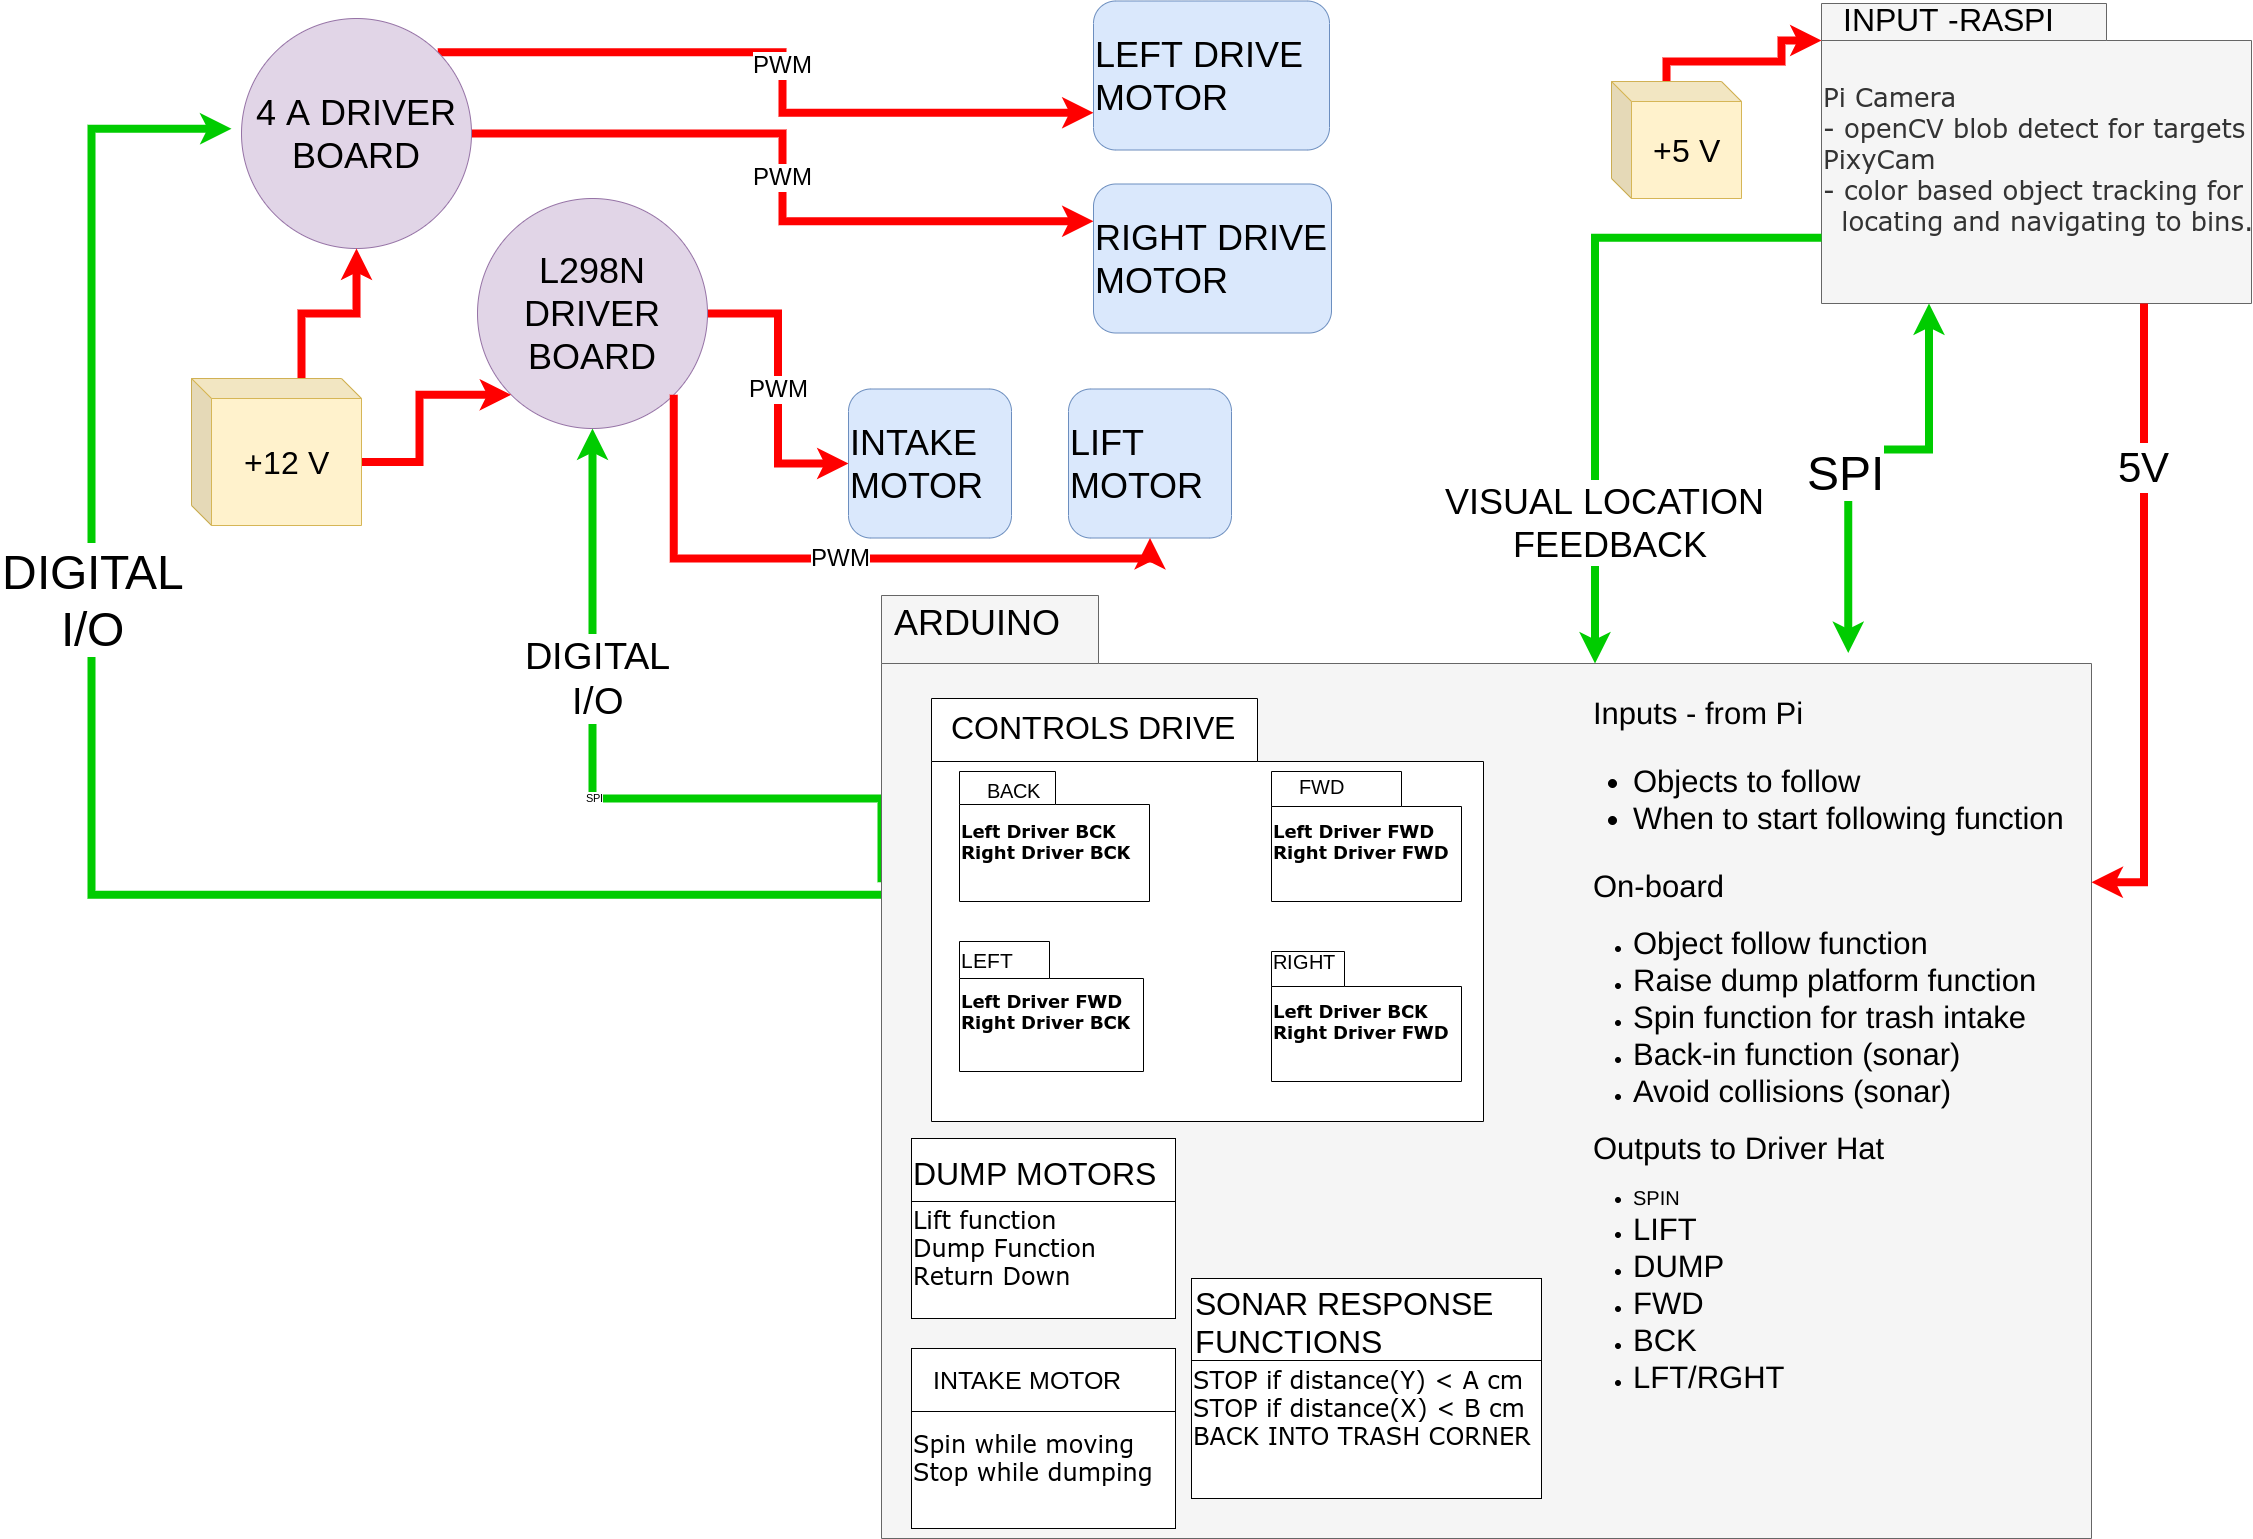 4 A DRIVER
BOARD
PWM
PWM
LEFT DRIVE
MOTOR
RIGHT DRIVE
MOTOR
L298N
DRIVER
BOARD
PWM
+12 V
INTAKE
MOTOR
LIFT
MOTOR
PWM
DIGITAL
I/O
DIGITAL
I/O
SPI
INPUT -RASPI
+5 V
Pi Camera
- openCV blob detect for targets
PixyCam
- color based object tracking for
locating and navigating to bins.
VISUAL LOCATION
FEEDBACK
SPI
5V
ARDUINO
CONTROLS DRIVE
BACK
Left Driver BCK
Right Driver BCK
FWD
Left Driver FWD
Right Driver FWD
LEFT
Left Driver FWD
Right Driver BCK
RIGHT
Left Driver BCK
Right Driver FWD
DUMP MOTORS
Lift function
Dump Function
Return Down
INTAKE MOTOR
Spin while moving
Stop while dumping
SONAR RESPONSE
FUNCTIONS
STOP if distance(Y) < A cm
STOP if distance(X) < B cm
BACK INTO TRASH CORNER
Inputs - from Pi
• Objects to follow
• When to start following function
On-board
• Object follow function
• Raise dump platform function
• Spin function for trash intake
• Back-in function (sonar)
• Avoid collisions (sonar)
Outputs to Driver Hat
• SPIN
• LIFT
• DUMP
• FWD
• BCK
• LFT/RGHT